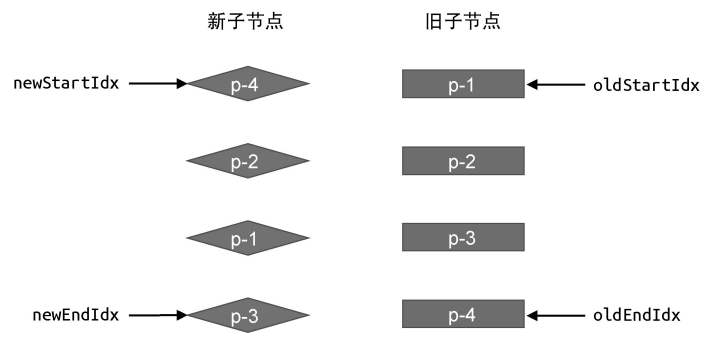 新子节点 旧子节点
newStartIdx p-4 p-1 oldStartIdx
p-2 p-2
p-1 p-3
newEndIdx p-3 p-4 oldEndIdx